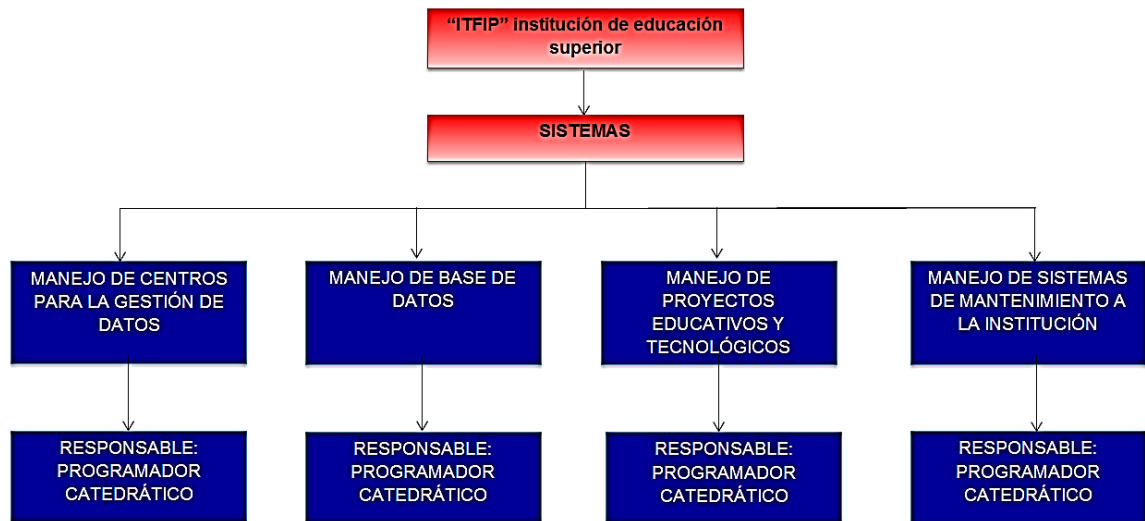 “ITFIP” institución de educación
superior
SISTEMAS
MANEJO DE CENTROS
PARA LA GESTIÓN DE
DATOS
MANEJO DE BASE DE
DATOS
MANEJO DE
PROYECTOS
EDUCATIVOS Y
TECNOLÓGICOS
MANEJO DE SISTEMAS
DE MANTENIMIENTO A
LA INSTITUCIÓN
RESPONSABLE:
PROGRAMADOR
CATEDRÁTICO
RESPONSABLE:
PROGRAMADOR
CATEDRÁTICO
RESPONSABLE:
PROGRAMADOR
CATEDRÁTICO
RESPONSABLE:
PROGRAMADOR
CATEDRÁTICO